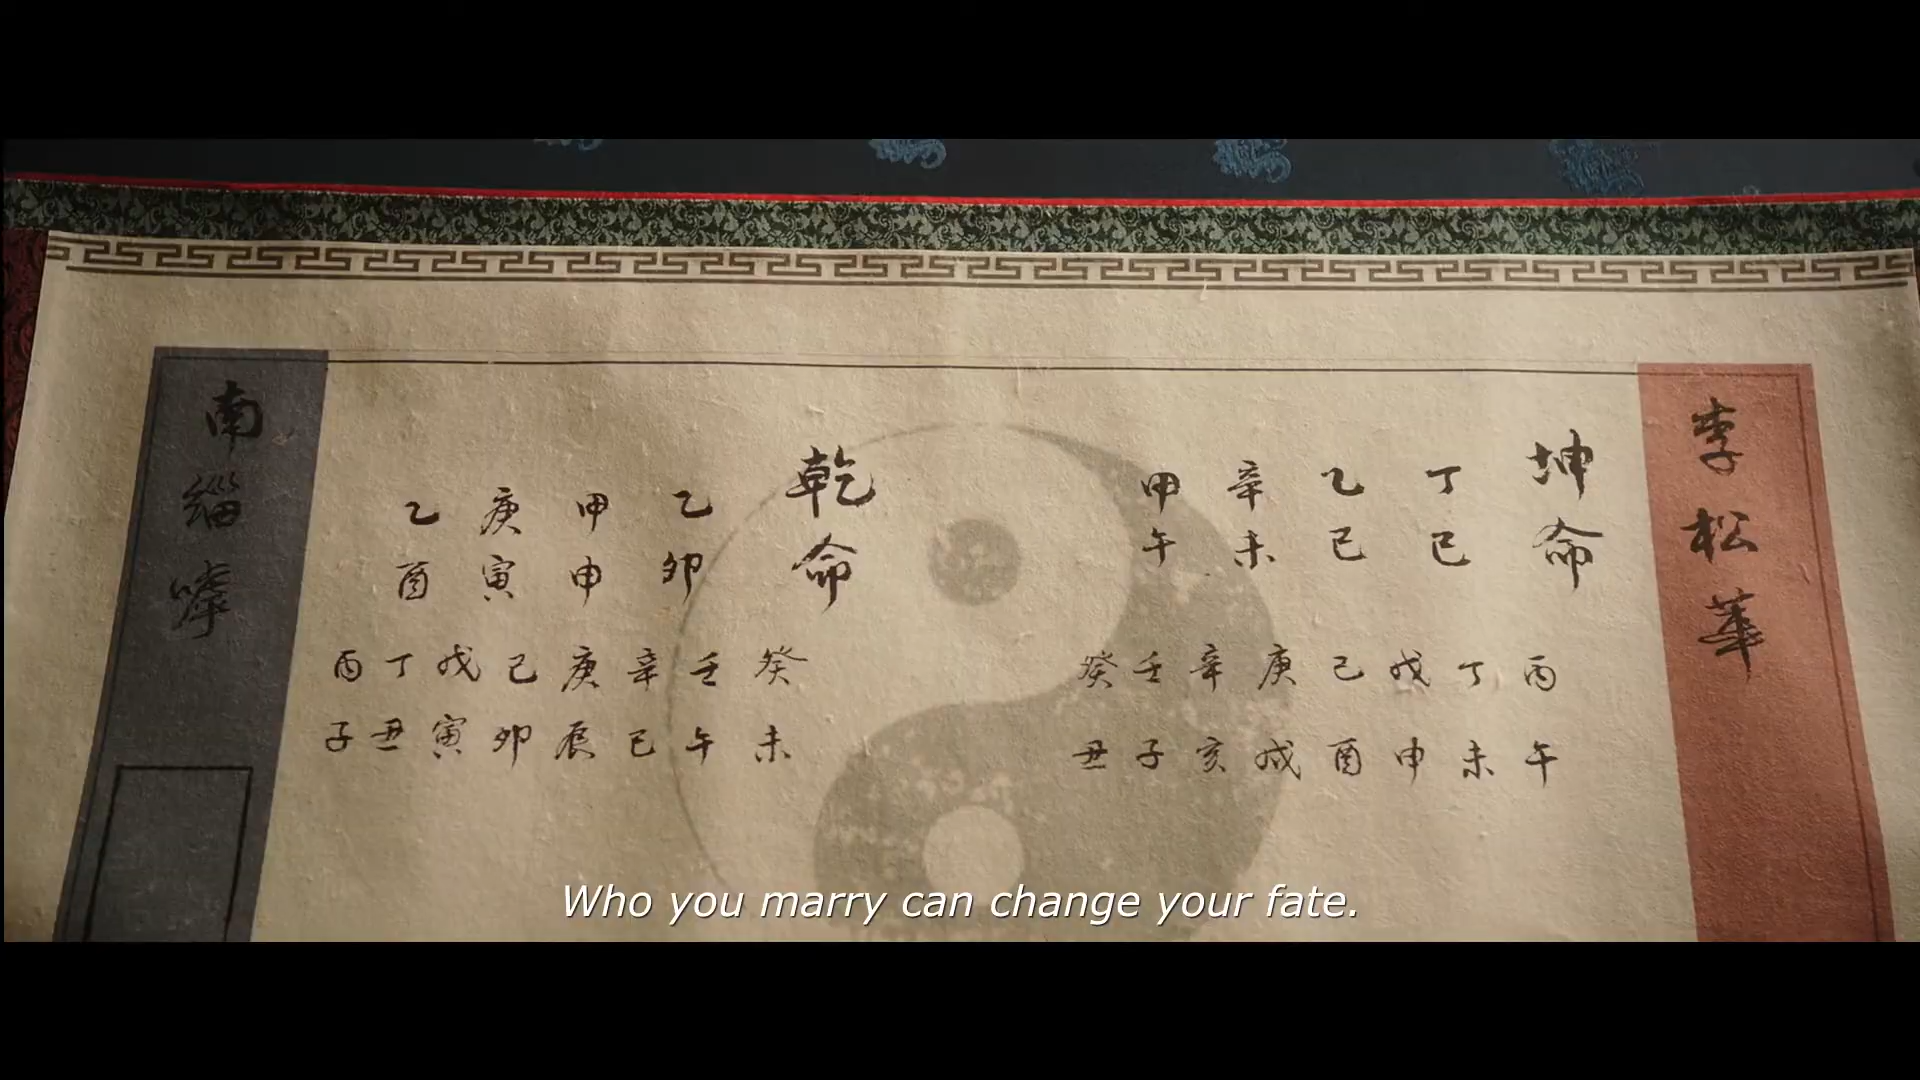 李松華
坤命
丁巳
乙巳
辛未
甲午
丙午
丁未
戊申
己酉
庚戌
辛亥
壬子
癸丑
乾命
乙卯
甲申
庚寅
乙酉
癸未
壬午
辛巳
庚辰
己卯
戊寅
丁丑
丙子
南緇
Who you marry can change your fate.